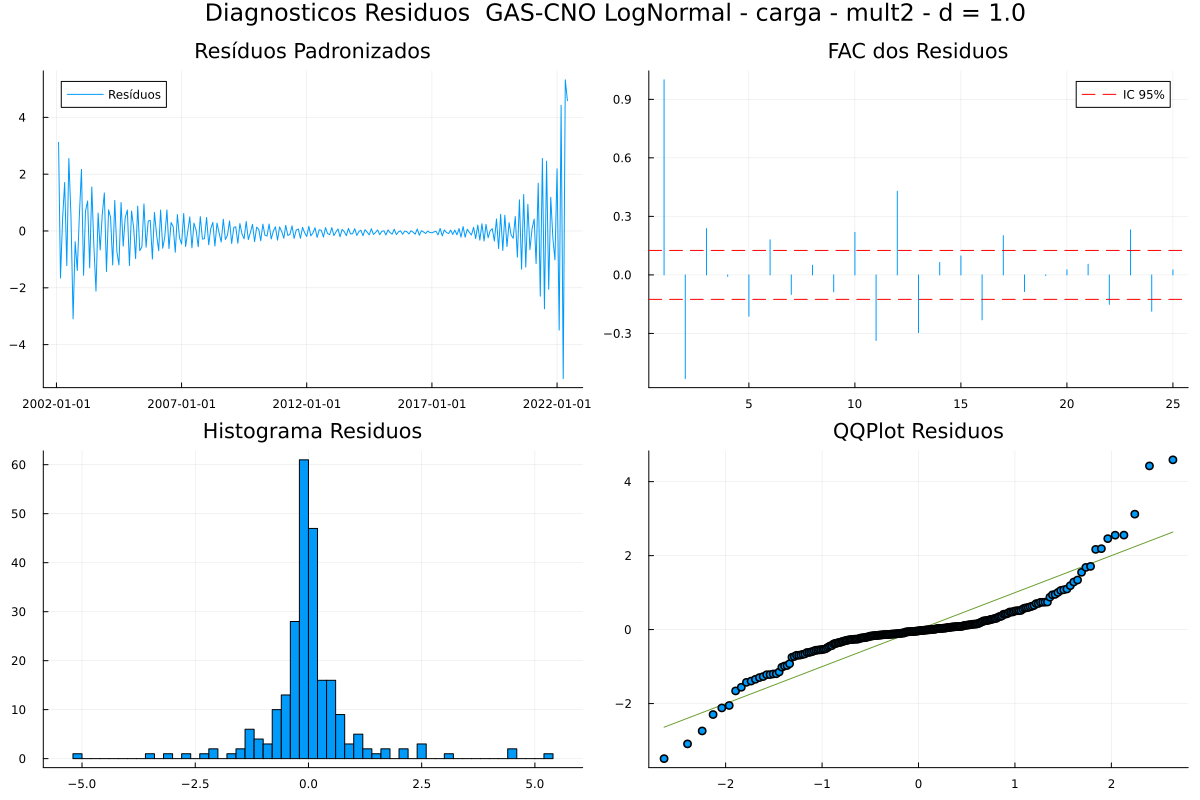 Diagnosticos Residuos  GAS-CNO LogNormal - carga - mult2 - d = 1.0
Resíduos Padronizados
Resíduos
4
2
0
−2
−4
2002-01-01 2007-01-01 2012-01-01 2017-01-01 2022-01-01
FAC dos Residuos
IC 95%
0.9
0.6
0.3
0.0
−0.3
5 10 15 20 25
Histograma Residuos
60
50
40
30
20
10
0
−5.0 −2.5 0.0 2.5 5.0
QQPlot Residuos
4
2
0
−2
−2 −1 0 1 2